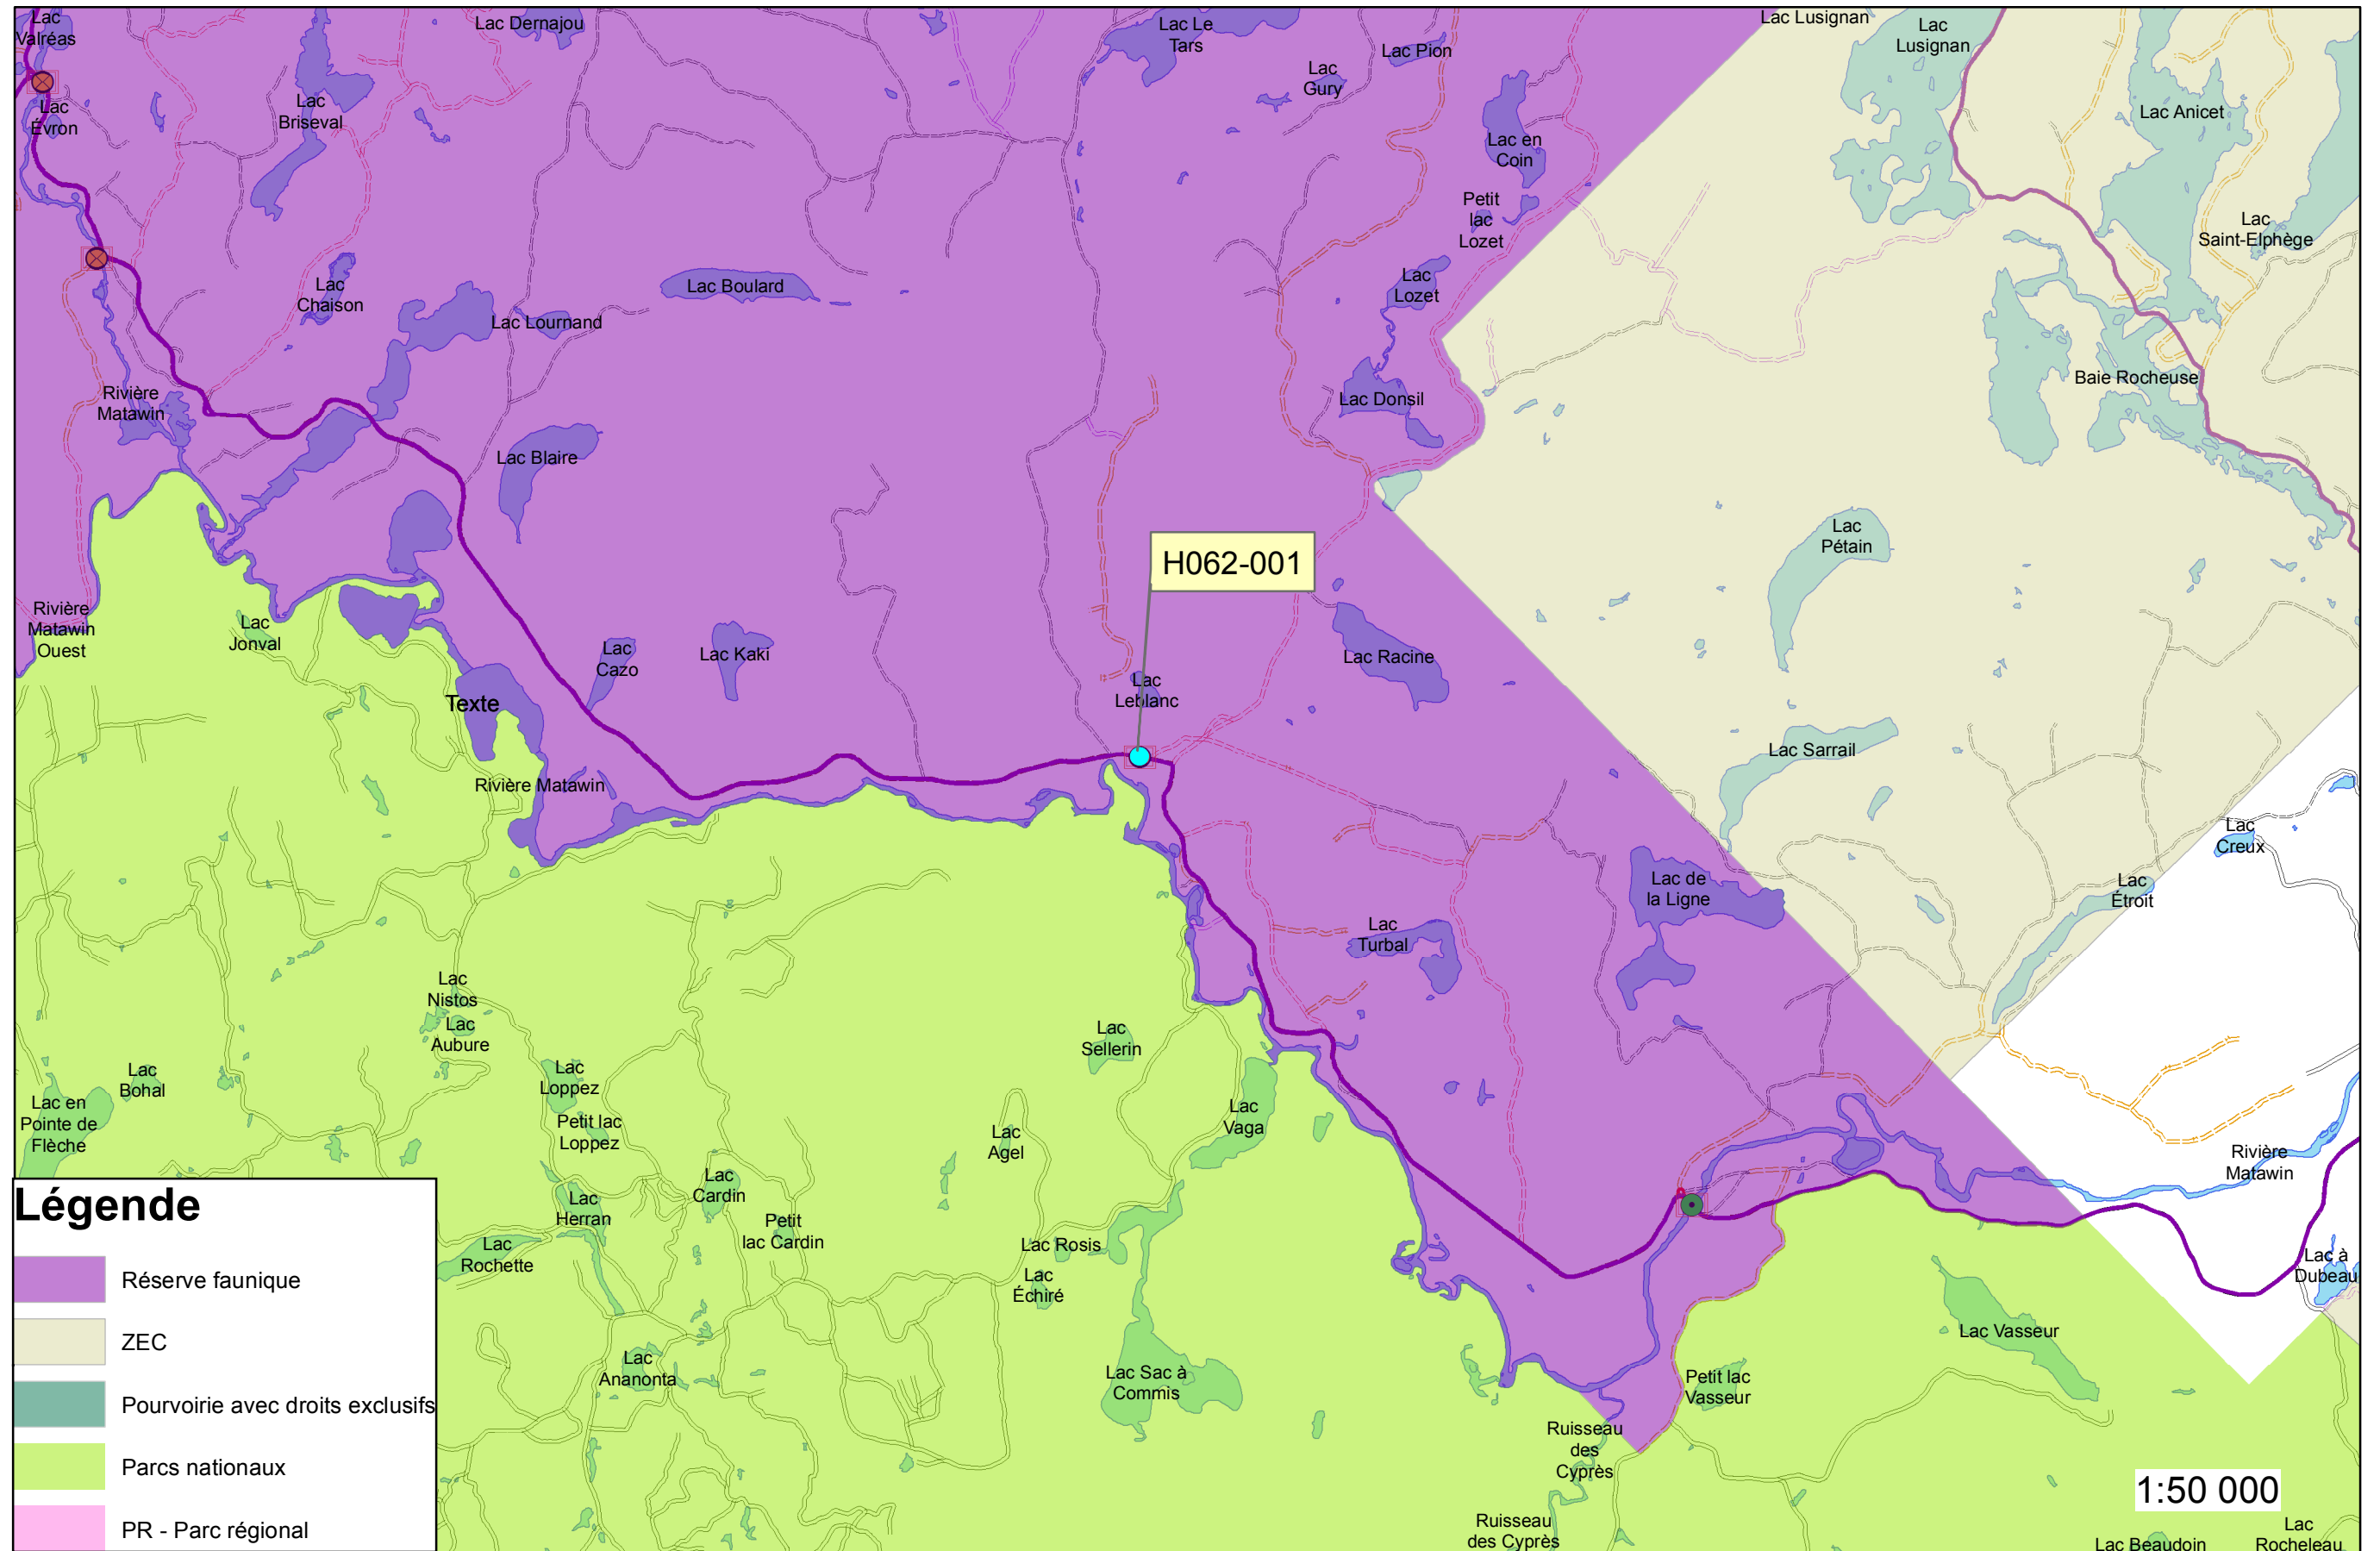 Lac
Valréas
Lac Dernajou
Lac Le
Tars
Lac Pion
Lac Lusignan
Lac
Lusignan
Lac
Gury
Lac
Évron
Lac
Briseval
Lac en
Coin
Lac Anicet
Petit
lac
Lozet
Lac
Saint-Elphège
Lac
Chaison
Lac Boulard
Lac
Lozet
Lac Lournand
Rivière
Matawin
Lac Donsil
Baie Rocheuse
Lac Blaire
Lac
Pétain
H062-001
Rivière
Matawin
Ouest
Lac
Jonval
Lac
Cazo
Lac Kaki
Lac Racine
Lac
Leblanc
Texte
Lac Sarrail
Rivière Matawin
Lac
Creux
Lac de
la Ligne
Lac
Étroit
Lac
Turbal
Lac
Nistos
Lac
Aubure
Lac
Sellerin
Lac
Bohal
Lac
Loppez
Lac en
Pointe de
Flèche
Petit lac
Loppez
Lac
Vaga
Lac
Agel
Rivière
Matawin
Lac
Cardin
Lac
Herran
Petit
lac Cardin
Lac
Rochette
Lac Rosis
Lac
Échiré
Lac à
Dubeau
Lac Vasseur
Lac
Ananonta
Lac Sac à
Commis
Petit lac
Vasseur
Ruisseau
des
Cyprès
Ruisseau
des Cyprès
1:50 000
Lac Beaudoin
Lac
Rocheleau
Légende
Réserve faunique
ZEC
Pourvoirie avec droits exclusifs
Parcs nationaux
PR - Parc régional